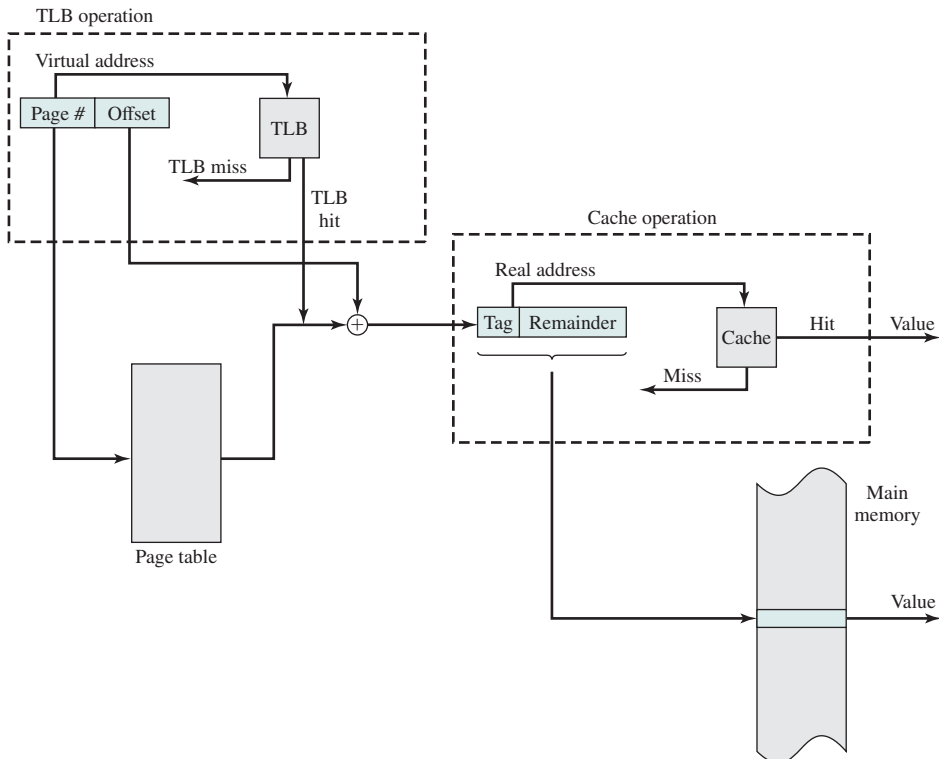 TLB operation
Virtual address
Page #
Offset
TLB
TLB miss
TLB
hit
Cache operation
Real address
Tag
Remainder
+
Cache
Hit
Value
Miss
Page table
Main
memory
Value